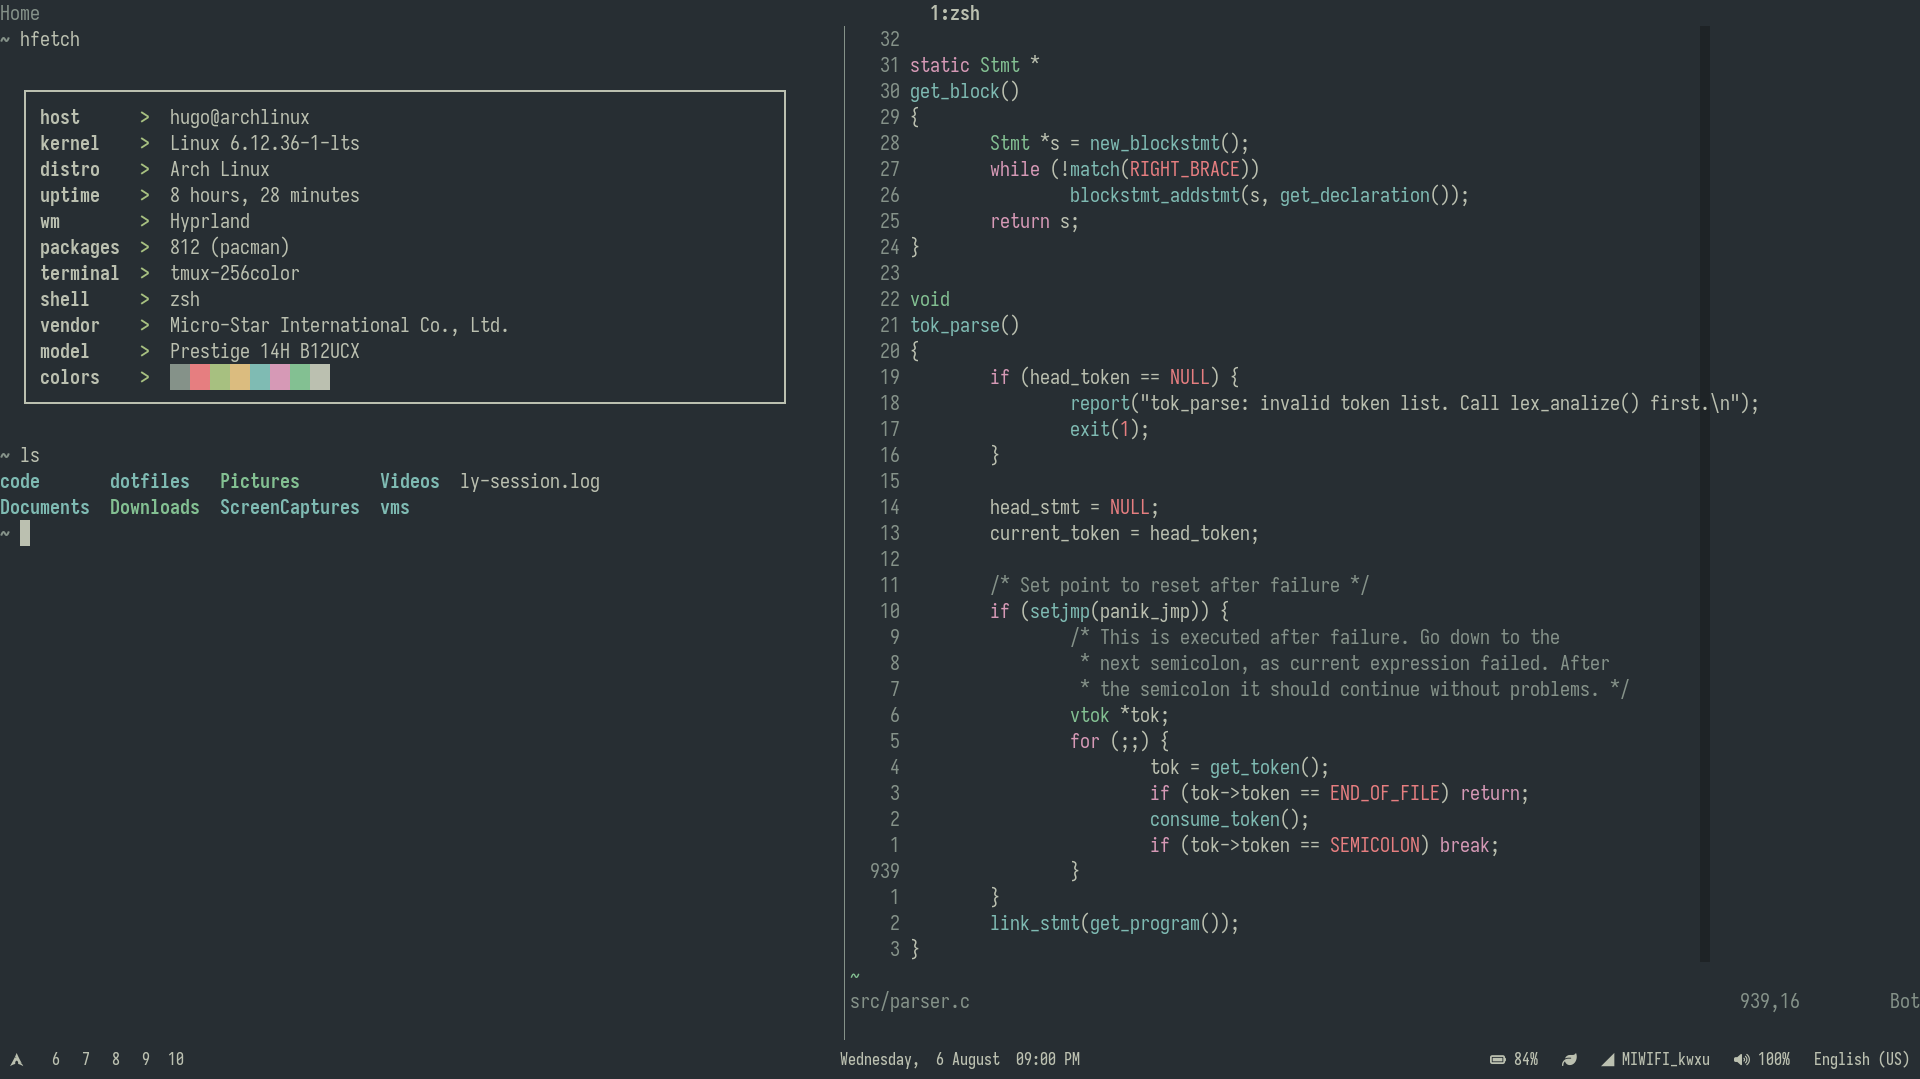 Home
1:zsh
~ hfetch
host > hugo@archlinux
kernel > Linux 6.12.36-1-lts
distro > Arch Linux
uptime > 8 hours, 28 minutes
wm > Hyprland
packages > 812 (pacman)
terminal > tmux-256color
shell > zsh
vendor > Micro-Star International Co., Ltd.
model > Prestige 14H B12UCX
colors >
~ ls
code dotfiles Pictures Videos ly-session.log
Documents Downloads ScreenCaptures vms
~
32
31 static Stmt *
30 get_block()
29 {
28         Stmt *s = new_blockstmt();
27         while (!match(RIGHT_BRACE))
26                 blockstmt_addstmt(s, get_declaration());
25         return s;
24 }
23
22 void
21 tok_parse()
20 {
19         if (head_token == NULL) {
18                 report("tok_parse: invalid token list. Call lex_analize() first.\n");
17                 exit(1);
16         }
15
14         head_stmt = NULL;
13         current_token = head_token;
12
11         /* Set point to reset after failure */
10         if (setjmp(panik_jmp)) {
9                 /* This is executed after failure. Go down to the
8                  * next semicolon, as current expression failed. After
7                  * the semicolon it should continue without problems. */
6                 vtok *tok;
5                 for (;;) {
4                         tok = get_token();
3                         if (tok->token == END_OF_FILE) return;
2                         consume_token();
1                         if (tok->token == SEMICOLON) break;
939                 }
1         }
2         link_stmt(get_program());
3 }
~
src/parser.c 939,16 Bot
6 7 8 9 10 Wednesday, 6 August 09:00 PM 84% MIWIFI_kwxu 100% English (US)